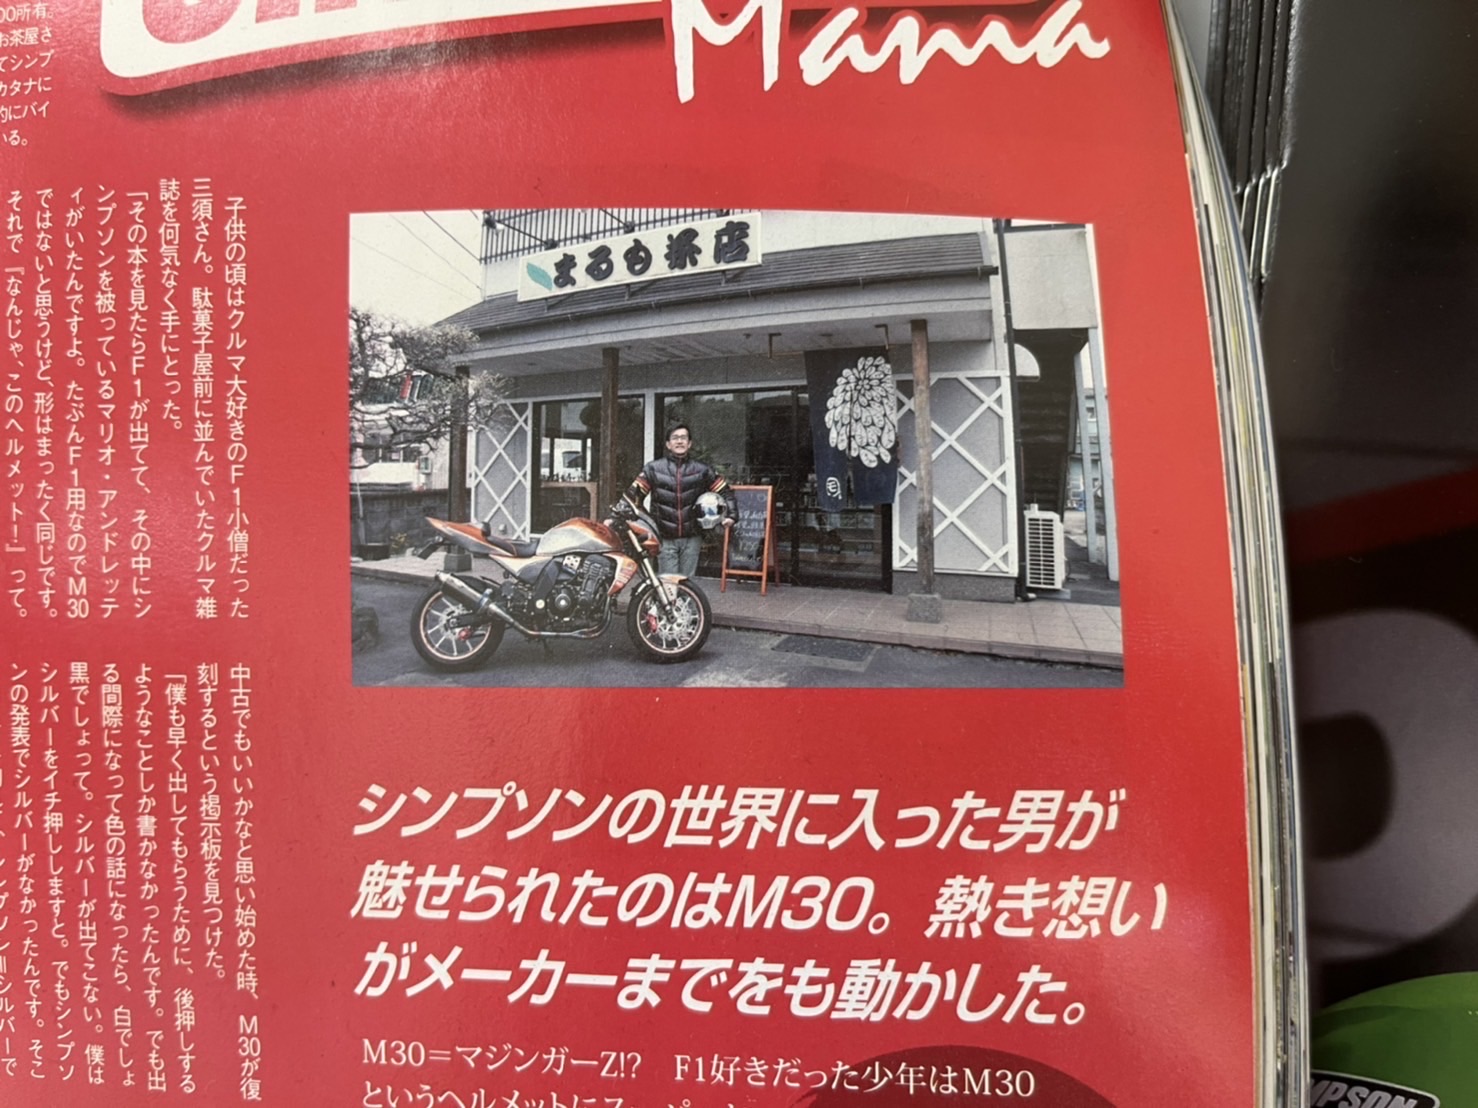 Mania
00所有。
お茶屋さ
てシンプ
カタナに
的にバイ
いる。
まるも茶店
子供の頃はクルマ大好きのF1小僧だった
三須さん。駄菓子屋前に並んでいたクルマ雑
誌を何気なく手にとった。
「その本を見たらF1が出てて、その中にシ
ンプソンを被っているマリオ・アンドレッテ
ィがいたんですよ。たぶんF1用なのでM30
ではないと思うけど、形はまったく同じです。
それで『なんじゃ、このヘルメット！』って。
中古でもいいかなと思い始めた時、M30が復
刻するという掲示板を見つけた。
「僕も早く出してもらうために、後押しする
ようなことしか書かなかったんです。でも出
る間際になって色の話になったら、白でしょ
黒でしょって。シルバーが出てこない。僕は
シルバーをイチ押ししますと。でもシンプソ
ンの発表でシルバーがなかったんです。そこ
シンプソンの世界に入った男が
魅せられたのはM30。熱き想い
がメーカーまでをも動かした。
M30＝マジンガーZ!?　F1好きだった少年はM30
というヘルメットに
MPSON